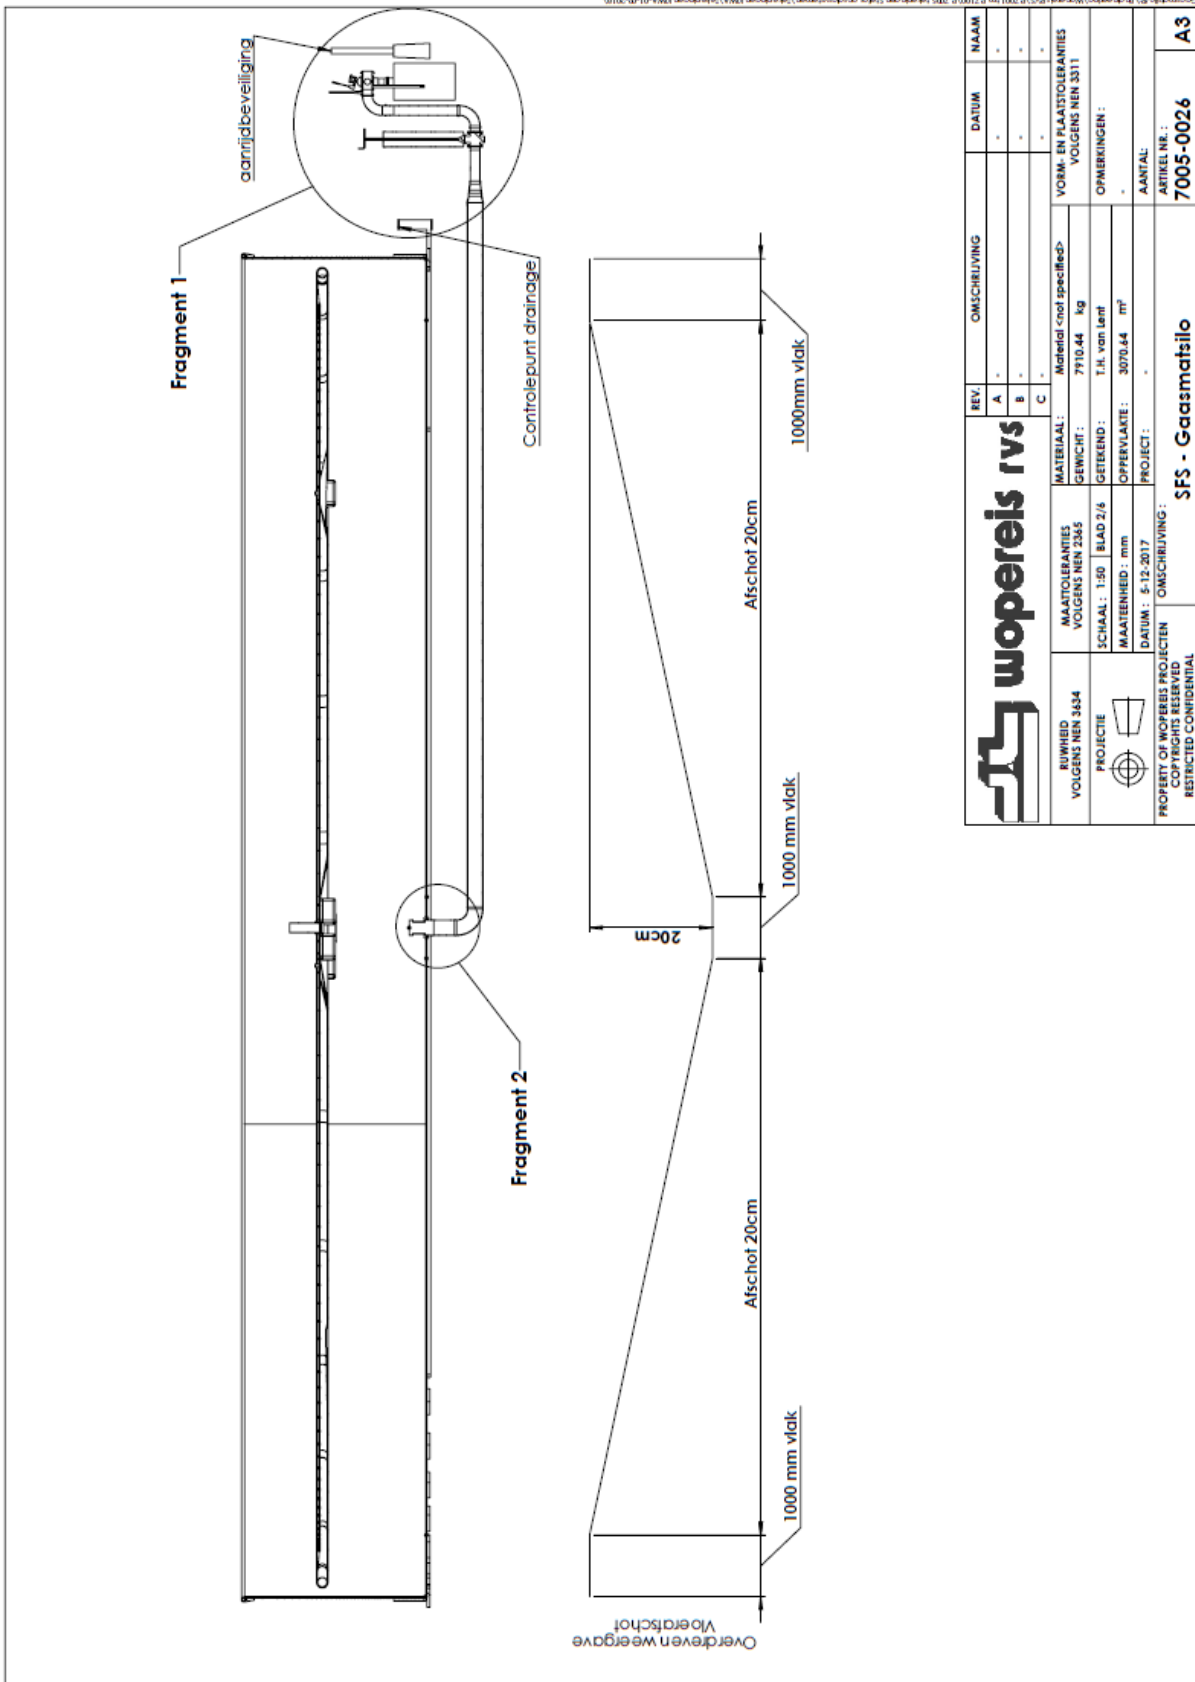 aanrijdbeveiliging
Fragment 1
Controlepunt drainage
Fragment 2
1000mm vlak
Afschot 20cm
1000 mm vlak
20cm
Afschot 20cm
1000 mm vlak
Overdreven weergave
Vloerafschot
wopereis rvs
REV. OMSCHRIJVING DATUM NAAM
A - - -
B - - -
C - - -
RUWHEID
VOLGENS NEN 3634
MAATTOLERANTIES
VOLGENS NEN 2365
MATERIAAL : Material <not specified>
GEWICHT : 7910.44 kg
VORM- EN PLAATSTOLERANTIES
VOLGENS NEN 3311
PROJECTIE
SCHAAL : 1:50 BLAD 2/6
GETEKEND : T.H. van Lent
OPMERKINGEN :
MAATEENHEID : mm
OPPERVLAKTE : 3070.64 m²
-
DATUM : 5-12-2017
PROJECT : -
AANTAL:
PROPERTY OF WOPEREIS PROJECTEN
COPYRIGHTS RESERVED
RESTRICTED CONFIDENTIAL
OMSCHRIJVING :
SFS - Gaasmatsilo
ARTIKEL NR. :
7005-0026
A3